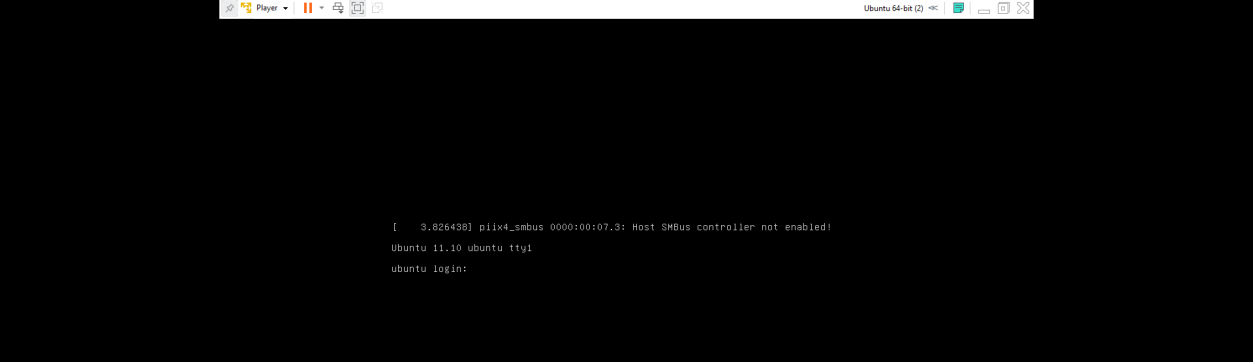 Player
Ubuntu 64-bit (2)
[    3.826438] piix4_smbus 0000:00:07.3: Host SMBus controller not enabled!
Ubuntu 11.10 ubuntu tty1
ubuntu login: